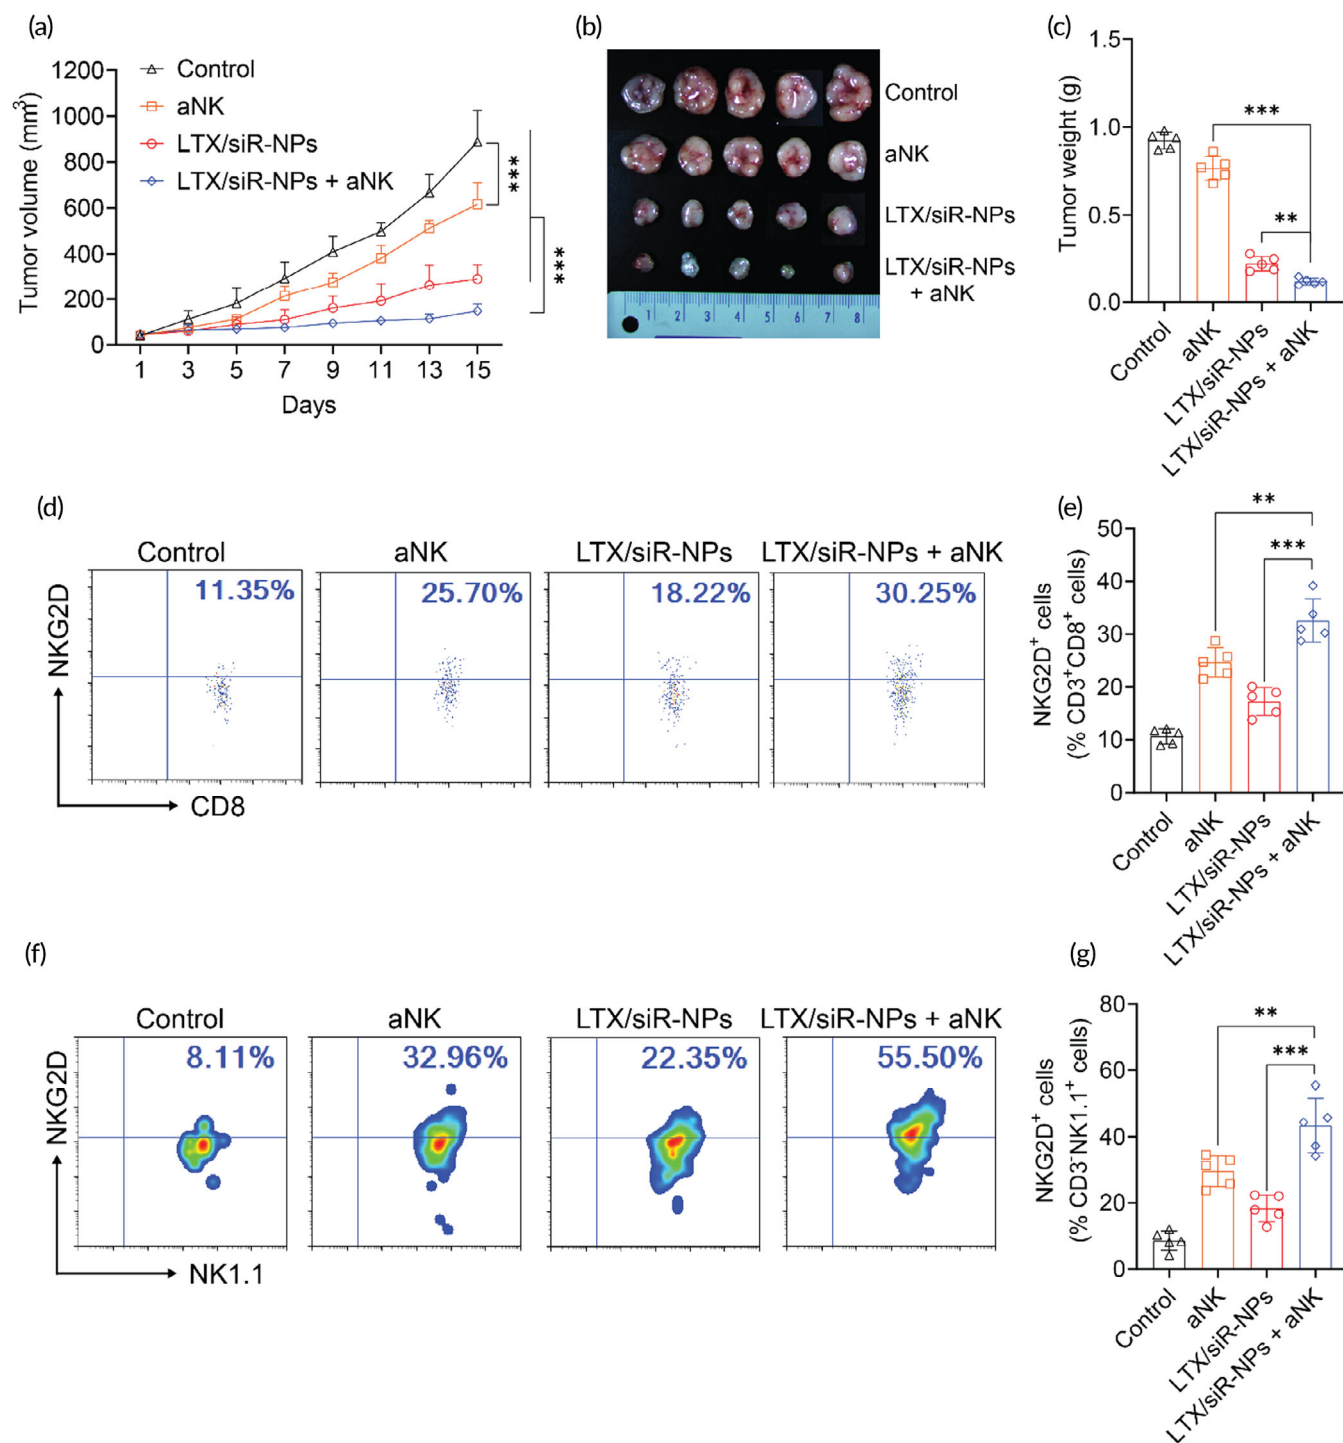 (a)
1200
1000
800
600
400
200
0
Tumor volume (mm³)
Control
aNK
LTX/siR-NPs
LTX/siR-NPs + aNK
***
***
1 3 5 7 9 11 13 15
Days
(b)
Control
aNK
LTX/siR-NPs
LTX/siR-NPs
+ aNK
1 2 3 4 5 6 7 8
(c)
1.5
1.0
0.5
0.0
Tumor weight (g)
***
**
Control
aNK
LTX/siR-NPs
LTX/siR-NPs + aNK
(d)
Control
aNK
LTX/siR-NPs
LTX/siR-NPs + aNK
11.35%
25.70%
18.22%
30.25%
NKG2D
CD8
(e)
50
40
30
20
10
0
NKG2D⁺ cells
(% CD3⁺CD8⁺ cells)
**
***
Control
aNK
LTX/siR-NPs
LTX/siR-NPs + aNK
(f)
Control
aNK
LTX/siR-NPs
LTX/siR-NPs + aNK
8.11%
32.96%
22.35%
55.50%
NKG2D
NK1.1
(g)
80
60
40
20
0
NKG2D⁺ cells
(% CD3⁻NK1.1⁺ cells)
**
***
Control
aNK
LTX/siR-NPs
LTX/siR-NPs + aNK